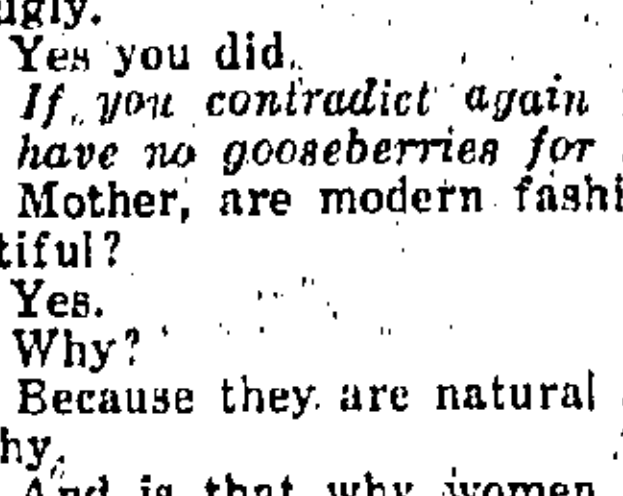 ugly.
Yes you did.
If you contradict again
have no gooseberries for
Mother, are modern fashi
tiful?
Yes.
Why?
Because they are natural
hy.
And is that why women